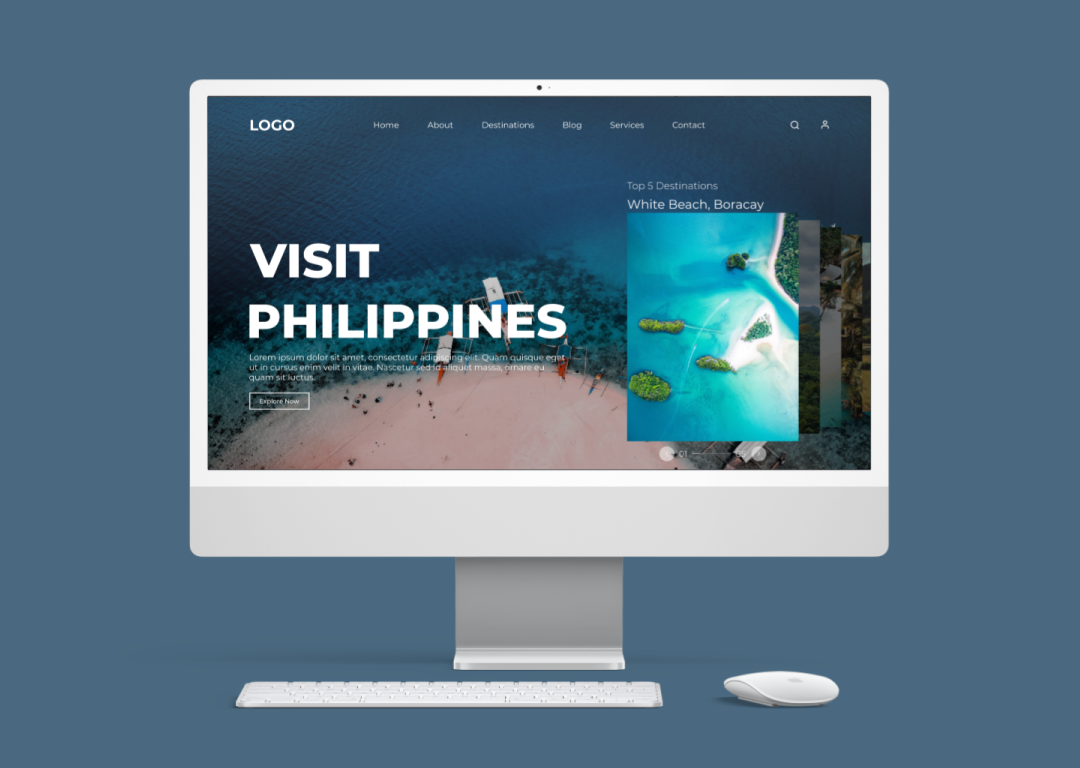 LOGO
Home About Destinations Blog Services Contact
Top 5 Destinations
White Beach, Boracay
VISIT
PHILIPPINES
Lorem ipsum dolor sit amet, consectetur adipiscing elit. Quam quisque eget
ut in cursus enim velit in vitae. Nascetur sed id aliquet massa, ornare eu
quam sit luctus.
Explore Now
01